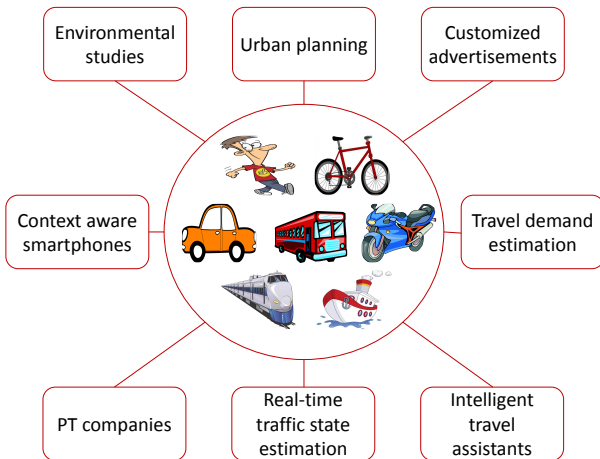 Environmental
studies
Urban planning
Customized
advertisements
Context aware
smartphones
Travel demand
estimation
PT companies
Real-time
traffic state
estimation
Intelligent
travel
assistants